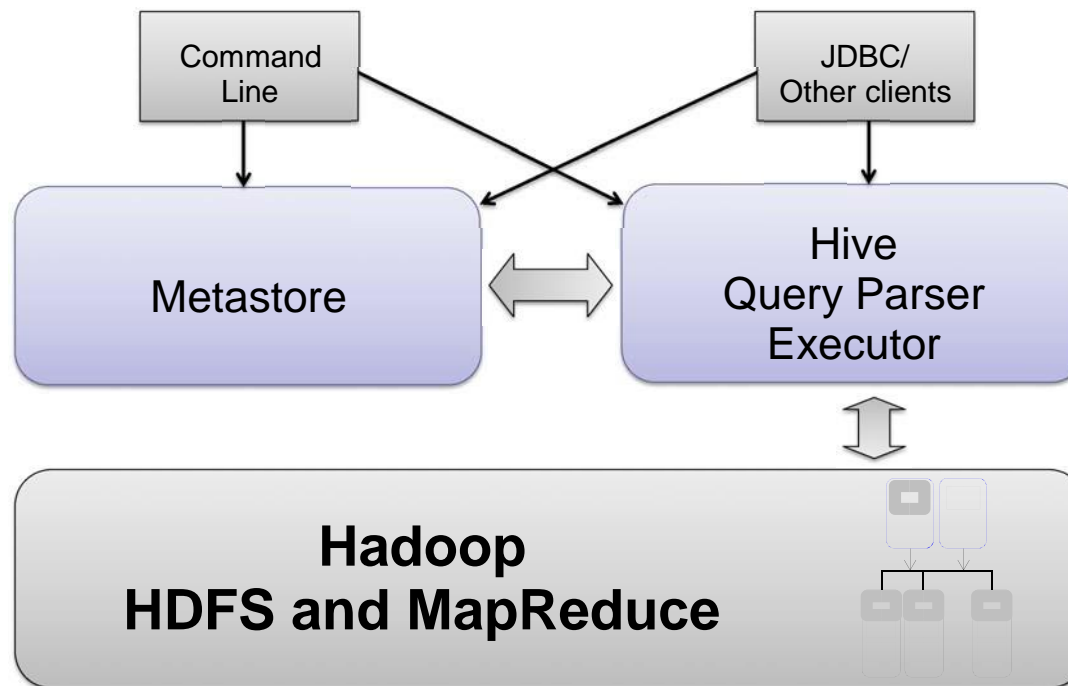 Command
Line
JDBC/
Other clients
Metastore
Hive
Query Parser
Executor
Hadoop
HDFS and MapReduce